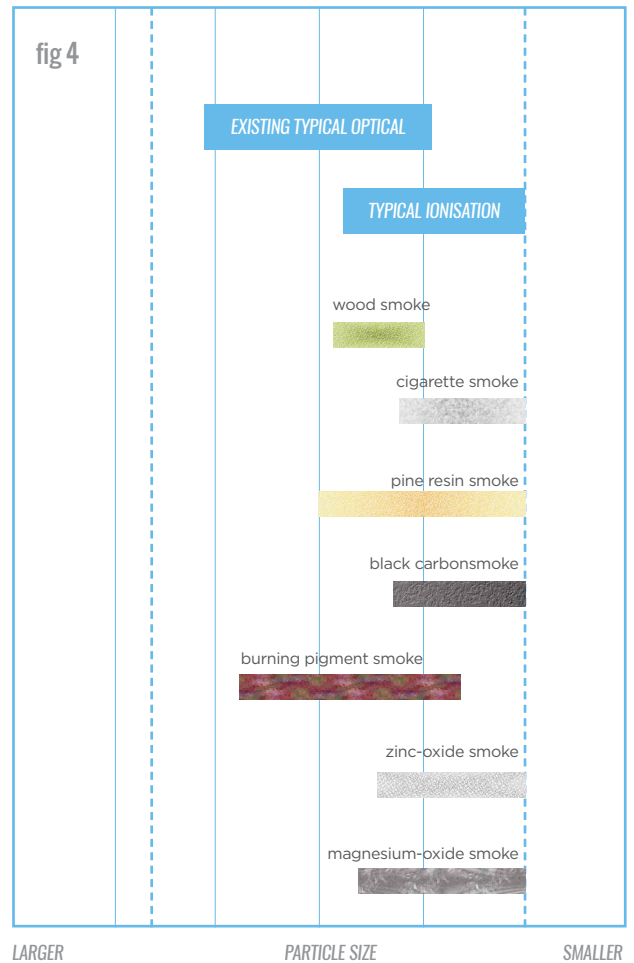 fig 4
EXISTING TYPICAL OPTICAL
TYPICAL IONISATION
wood smoke
cigarette smoke
pine resin smoke
black carbonsmoke
burning pigment smoke
zinc-oxide smoke
magnesium-oxide smoke
LARGER PARTICLE SIZE SMALLER